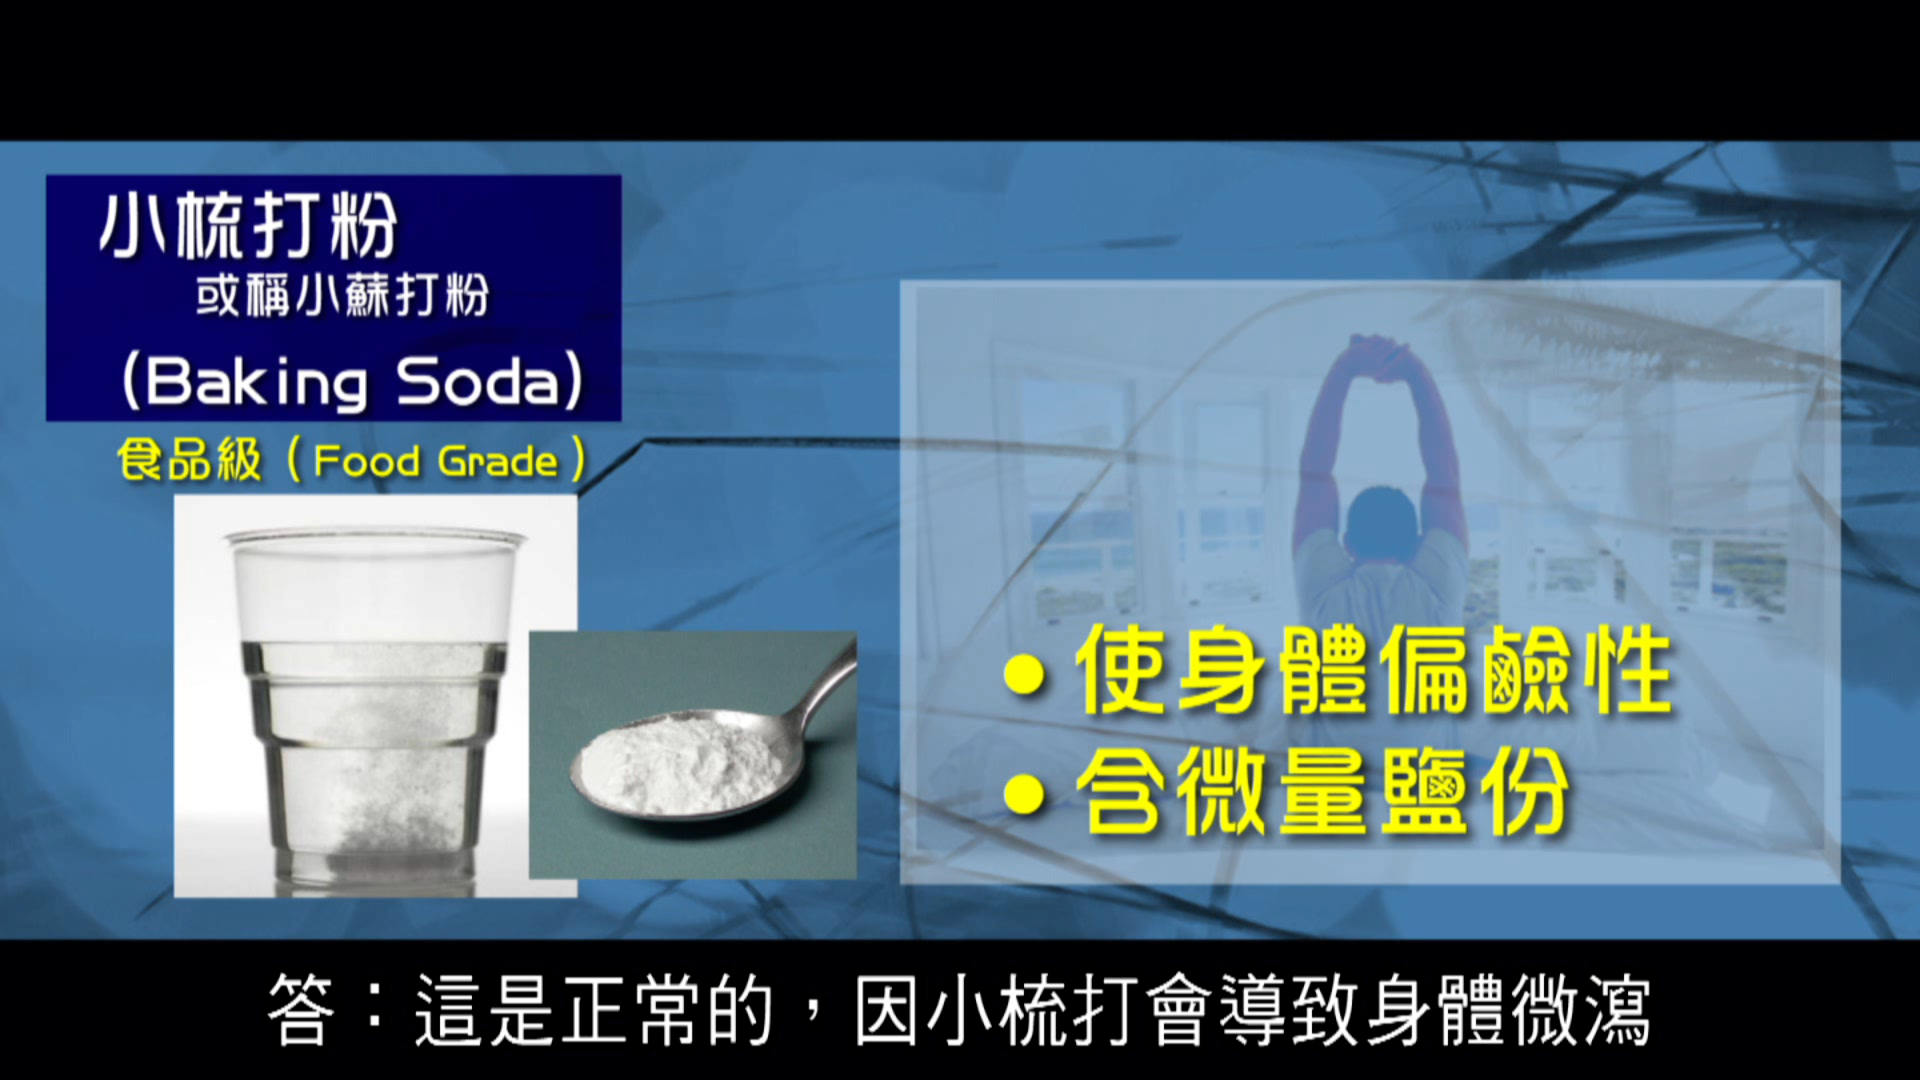 小梳打粉
或稱小蘇打粉
(Baking Soda)
食品級（Food Grade）
● 使身體偏鹼性
● 含微量鹽份
答：這是正常的，因小梳打會導致身體微瀉